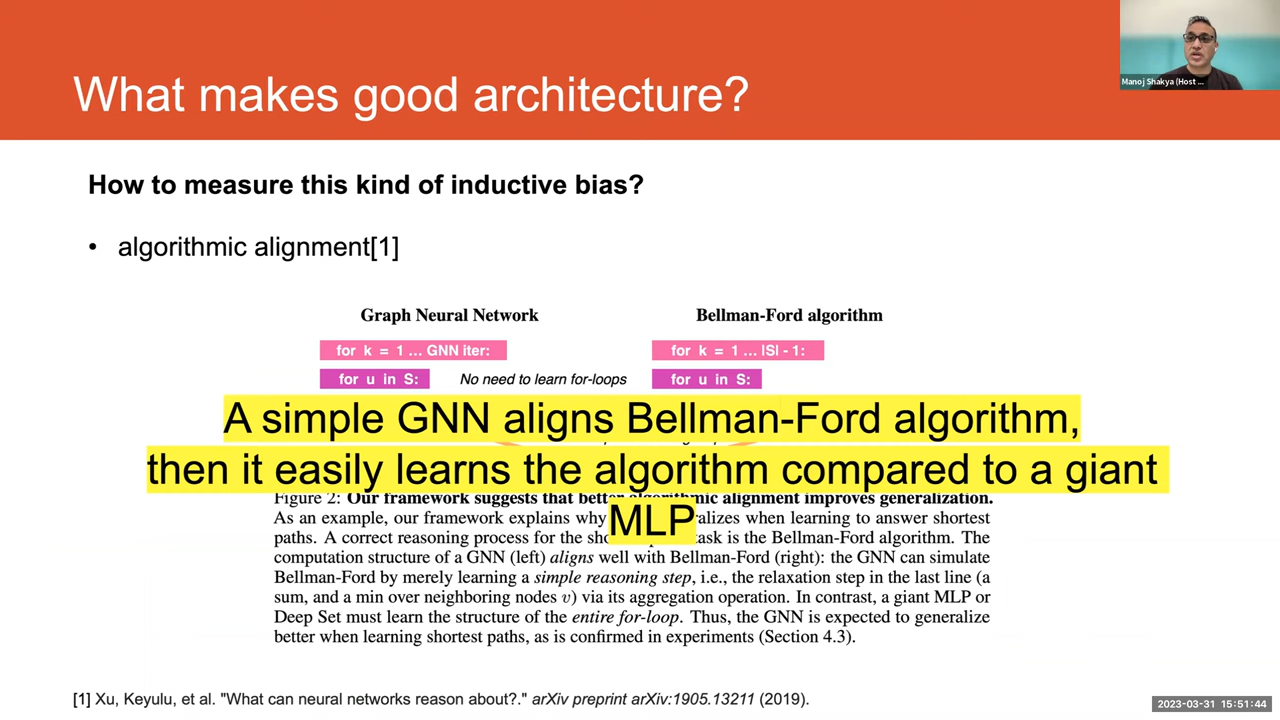 What makes good architecture?
Manoj Shakya (Host ...
How to measure this kind of inductive bias?
• algorithmic alignment[1]
Graph Neural Network
Bellman-Ford algorithm
for k = 1 ... GNN iter:
for k = 1 ... |S| - 1:
for u in S:
No need to learn for-loops
for u in S:
A simple GNN aligns Bellman-Ford algorithm,
then it easily learns the algorithm compared to a giant
MLP
Figure 2: Our framework suggests that better algorithmic alignment improves generalization.
As an example, our framework explains why generalizes when learning to answer shortest
paths. A correct reasoning process for the task is the Bellman-Ford algorithm. The
computation structure of a GNN (left) aligns well with Bellman-Ford (right): the GNN can simulate
Bellman-Ford by merely learning a simple reasoning step, i.e., the relaxation step in the last line (a
sum, and a min over neighboring nodes v) via its aggregation operation. In contrast, a giant MLP or
Deep Set must learn the structure of the entire for-loop. Thus, the GNN is expected to generalize
better when learning shortest paths, as is confirmed in experiments (Section 4.3).
[1] Xu, Keyulu, et al. "What can neural networks reason about?." arXiv preprint arXiv:1905.13211 (2019).
2023-03-31 15:51:44